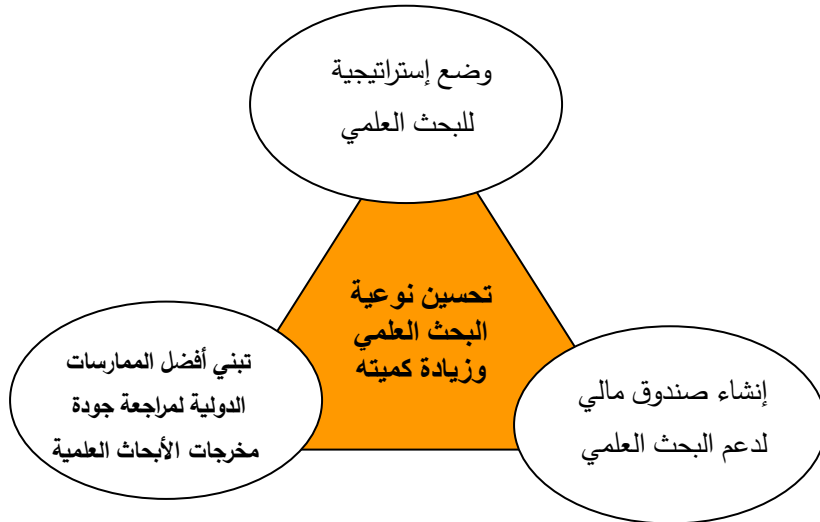 وضع إستراتيجية
للبحث العلمي
تحسين نوعية
البحث العلمي
وزيادة كميته
إنشاء صندوق مالي
لدعم البحث العلمي
تبني أفضل الممارسات
الدولية لمراجعة جودة
مخرجات الأبحاث العلمية